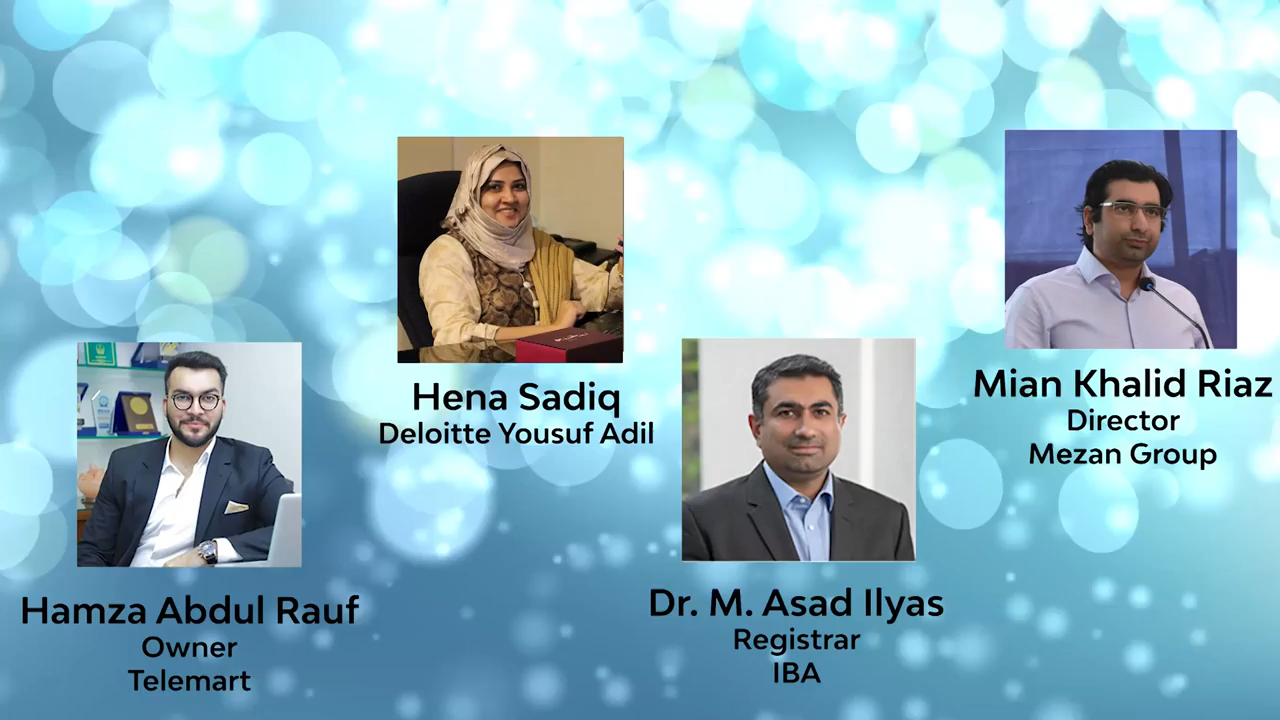 Hena Sadiq
Deloitte Yousuf Adil
Mian Khalid Riaz
Director
Mezan Group
Hamza Abdul Rauf
Owner
Telemart
Dr. M. Asad Ilyas
Registrar
IBA